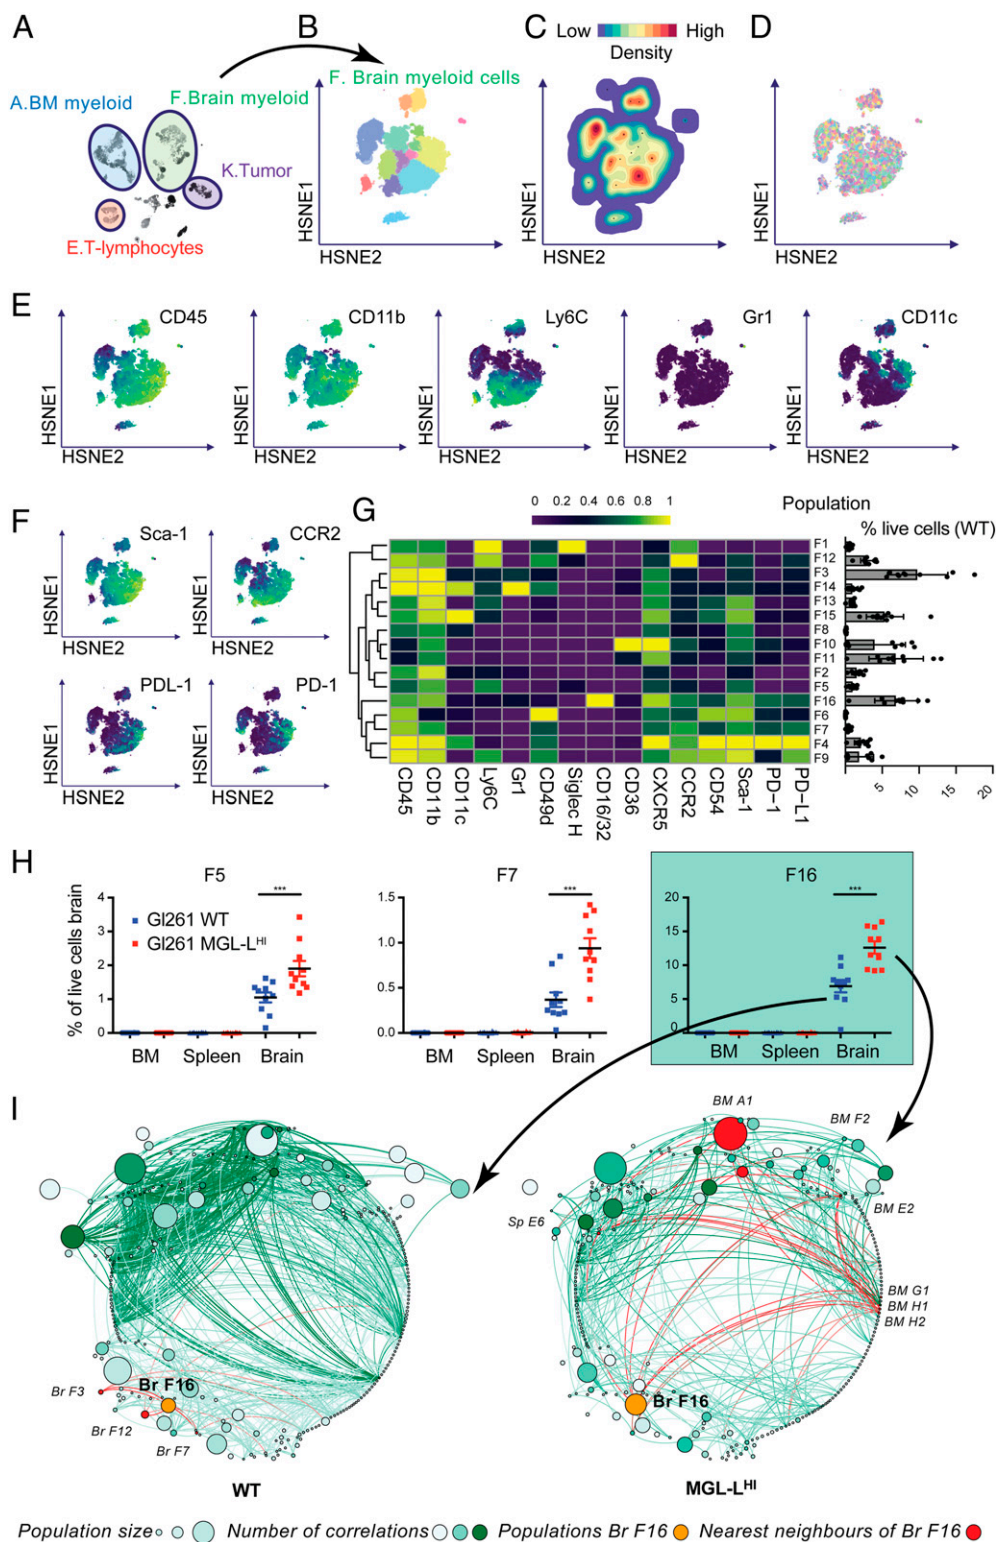 A
B
C
D
Low
High
Density
A.BM myeloid
F.Brain myeloid
K.Tumor
E.T-lymphocytes
F. Brain myeloid cells
HSNE1
HSNE2
HSNE1
HSNE2
HSNE1
HSNE2
E
CD45
HSNE1
HSNE2
CD11b
HSNE1
HSNE2
Ly6C
HSNE1
HSNE2
Gr1
HSNE1
HSNE2
CD11c
HSNE1
HSNE2
F
Sca-1
HSNE1
HSNE2
CCR2
HSNE1
HSNE2
PDL-1
HSNE1
HSNE2
PD-1
HSNE1
HSNE2
G
0 0.2 0.4 0.6 0.8 1
Population
% live cells (WT)
F1
F12
F3
F14
F13
F15
F8
F10
F11
F2
F5
F16
F6
F7
F4
F9
CD45
CD11b
CD11c
Ly6C
Gr1
CD49d
Siglec H
CD16/32
CD36
CXCR5
CCR2
CD54
Sca-1
PD-1
PD-L1
5
10
15
20
H
F5
% of live cells brain
4
3
2
1
0
Gl261 WT
Gl261 MGL-LHI
***
BM Spleen Brain
F7
1.5
1.0
0.5
0.0
***
BM Spleen Brain
F16
20
15
10
5
0
***
BM Spleen Brain
I
Br F3
Br F16
Br F12
Br F7
WT
BM A1
BM F2
Sp E6
BM E2
BM G1
BM H1
BM H2
Br F16
MGL-LHI
Population size
Number of correlations
Populations Br F16
Nearest neighbours of Br F16